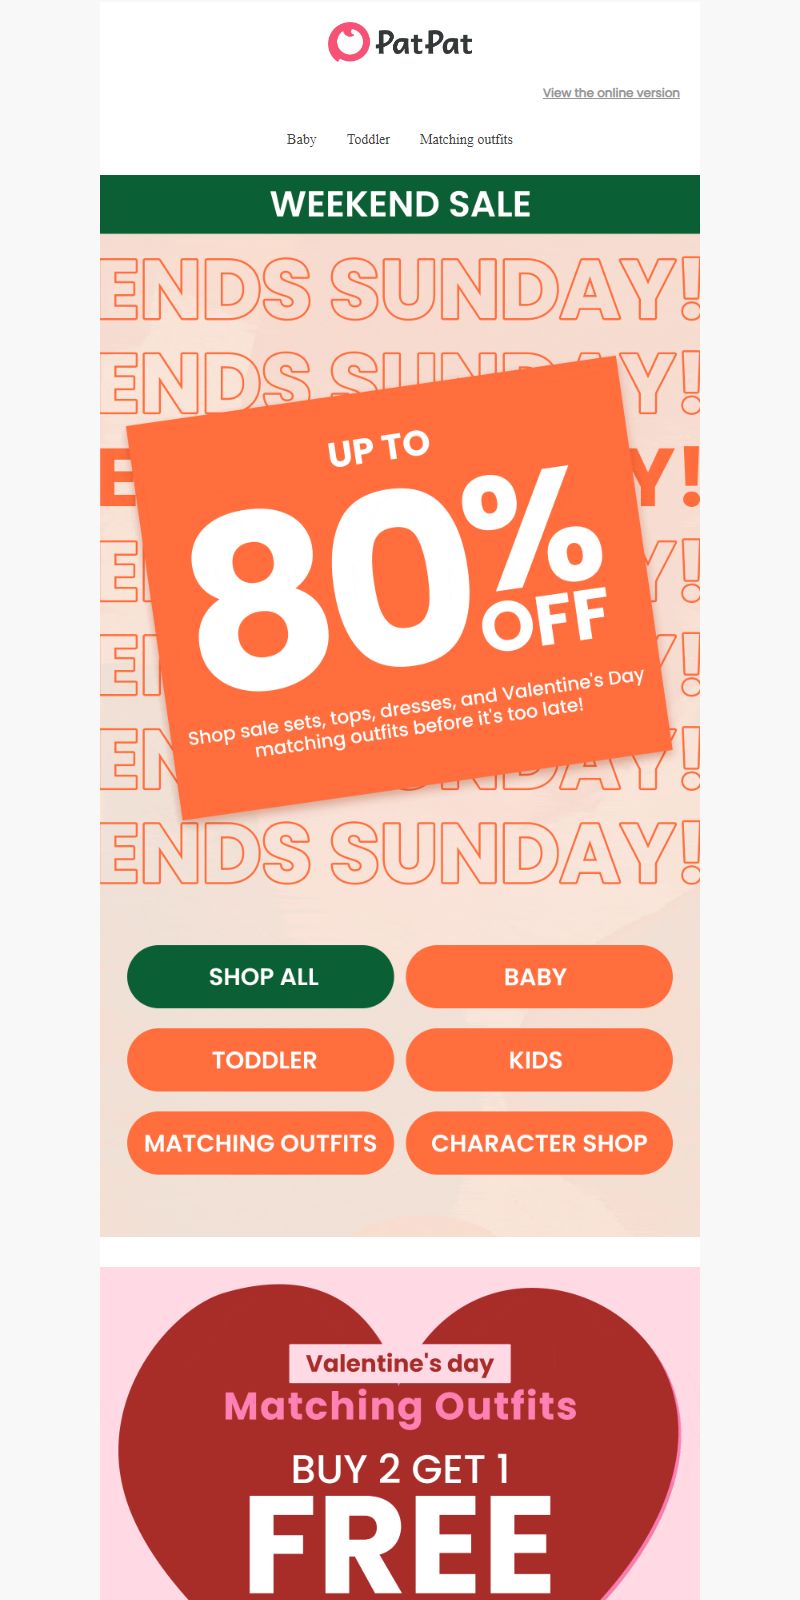 PatPat
View the online version
Baby Toddler Matching outfits
WEEKEND SALE
ENDS SUNDAY!
ENDS SUNDAY!
E Y!
E Y!
E Y!
EN NDAY!
ENDS SUNDAY!
UP TO
80%
OFF
Shop sale sets, tops, dresses, and Valentine's Day
matching outfits before it's too late!
SHOP ALL
BABY
TODDLER
KIDS
MATCHING OUTFITS
CHARACTER SHOP
Valentine's day
Matching Outfits
BUY 2 GET 1
FREE